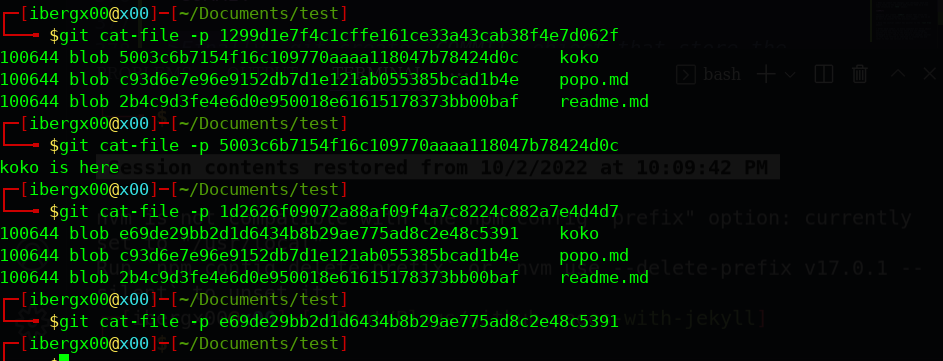 ┌─[ibergx00@x00]─[~/Documents/test]
└──╼ $git cat-file -p 1299d1e7f4c1cffe161ce33a43cab38f4e7d062f
100644 blob 5003c6b7154f16c109770aaaa118047b78424d0c    koko
100644 blob c93d6e7e96e9152db7d1e121ab055385bcad1b4e    popo.md
100644 blob 2b4c9d3fe4e6d0e950018e61615178373bb00baf    readme.md
┌─[ibergx00@x00]─[~/Documents/test]
└──╼ $git cat-file -p 5003c6b7154f16c109770aaaa118047b78424d0c
koko is here
ession contents restored from 10/2/2022 at 10:09:42 PM
┌─[ibergx00@x00]─[~/Documents/test]
└──╼ $git cat-file -p 1d2626f09072a88af09f4a7c8224c882a7e4d4d7
prefix" option: currently
100644 blob e69de29bb2d1d6434b8b29ae775ad8c2e48c5391    koko
100644 blob c93d6e7e96e9152db7d1e121ab055385bcad1b4e    popo.md
nvm use --delete-prefix v17.0.1 --
100644 blob 2b4c9d3fe4e6d0e950018e61615178373bb00baf    readme.md
┌─[ibergx00@x00]─[~/Documents/test]
└──╼ $git cat-file -p e69de29bb2d1d6434b8b29ae775ad8c2e48c5391
with-jekyll]
┌─[ibergx00@x00]─[~/Documents/test]
└──╼ $
bash